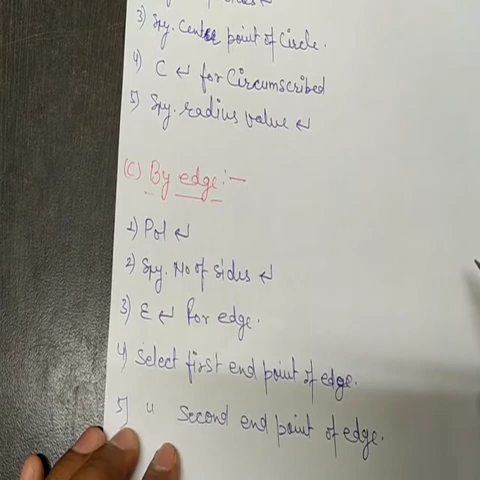 3) Spy. Center point of Circle.
4) C ↵ for Circumscribed
5) Spy. radius value ↵
(C) By edge:-
1) Pol ↵
2) Spy. No of sides ↵
3) E ↵ for edge.
4) Select first end point of edge.
5) " Second end point of edge.